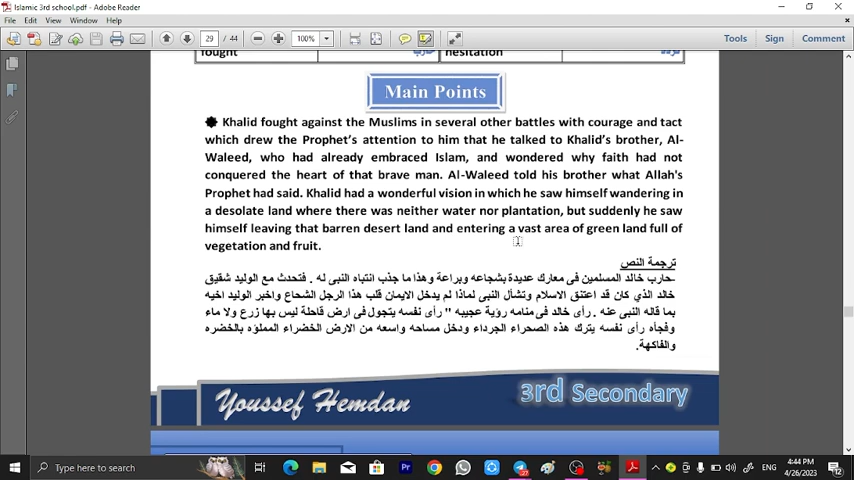 Islamic 3rd school.pdf - Adobe Reader
File Edit View Window Help
29 / 44 100% Tools Sign Comment
fought حارب hesitation تردد
Main Points
Khalid fought against the Muslims in several other battles with courage and tact
which drew the Prophet's attention to him that he talked to Khalid's brother, Al-
Waleed, who had already embraced Islam, and wondered why faith had not
conquered the heart of that brave man. Al-Waleed told his brother what Allah's
Prophet had said. Khalid had a wonderful vision in which he saw himself wandering in
a desolate land where there was neither water nor plantation, but suddenly he saw
himself leaving that barren desert land and entering a vast area of green land full of
vegetation and fruit.
ترجمة النص
-حارب خالد المسلمين فى معارك عديدة بشجاعه وبراعة وهذا ما جذب انتباه النبى له . فتحدث مع الوليد شقيق
خالد الذي كان قد اعتنق الاسلام وتشأل النبى لماذا لم يدخل الايمان قلب هذا الرجل الشجاع واخبر الوليد اخيه
بما قاله النبى عنه . رأى خالد فى منامه رؤية عجيبه " رأى نفسه يتجول فى ارض قاحلة ليس بها زرع ولا ماء
وفجأه رأى نفسه يترك هذه الصحراء الجرداء ودخل مساحه واسعه من الارض الخضراء المملؤه بالخضره
والفاكهة.
Youssef Hemdan 3rd Secondary
Type here to search
ENG
4:44 PM
4/26/2023
12